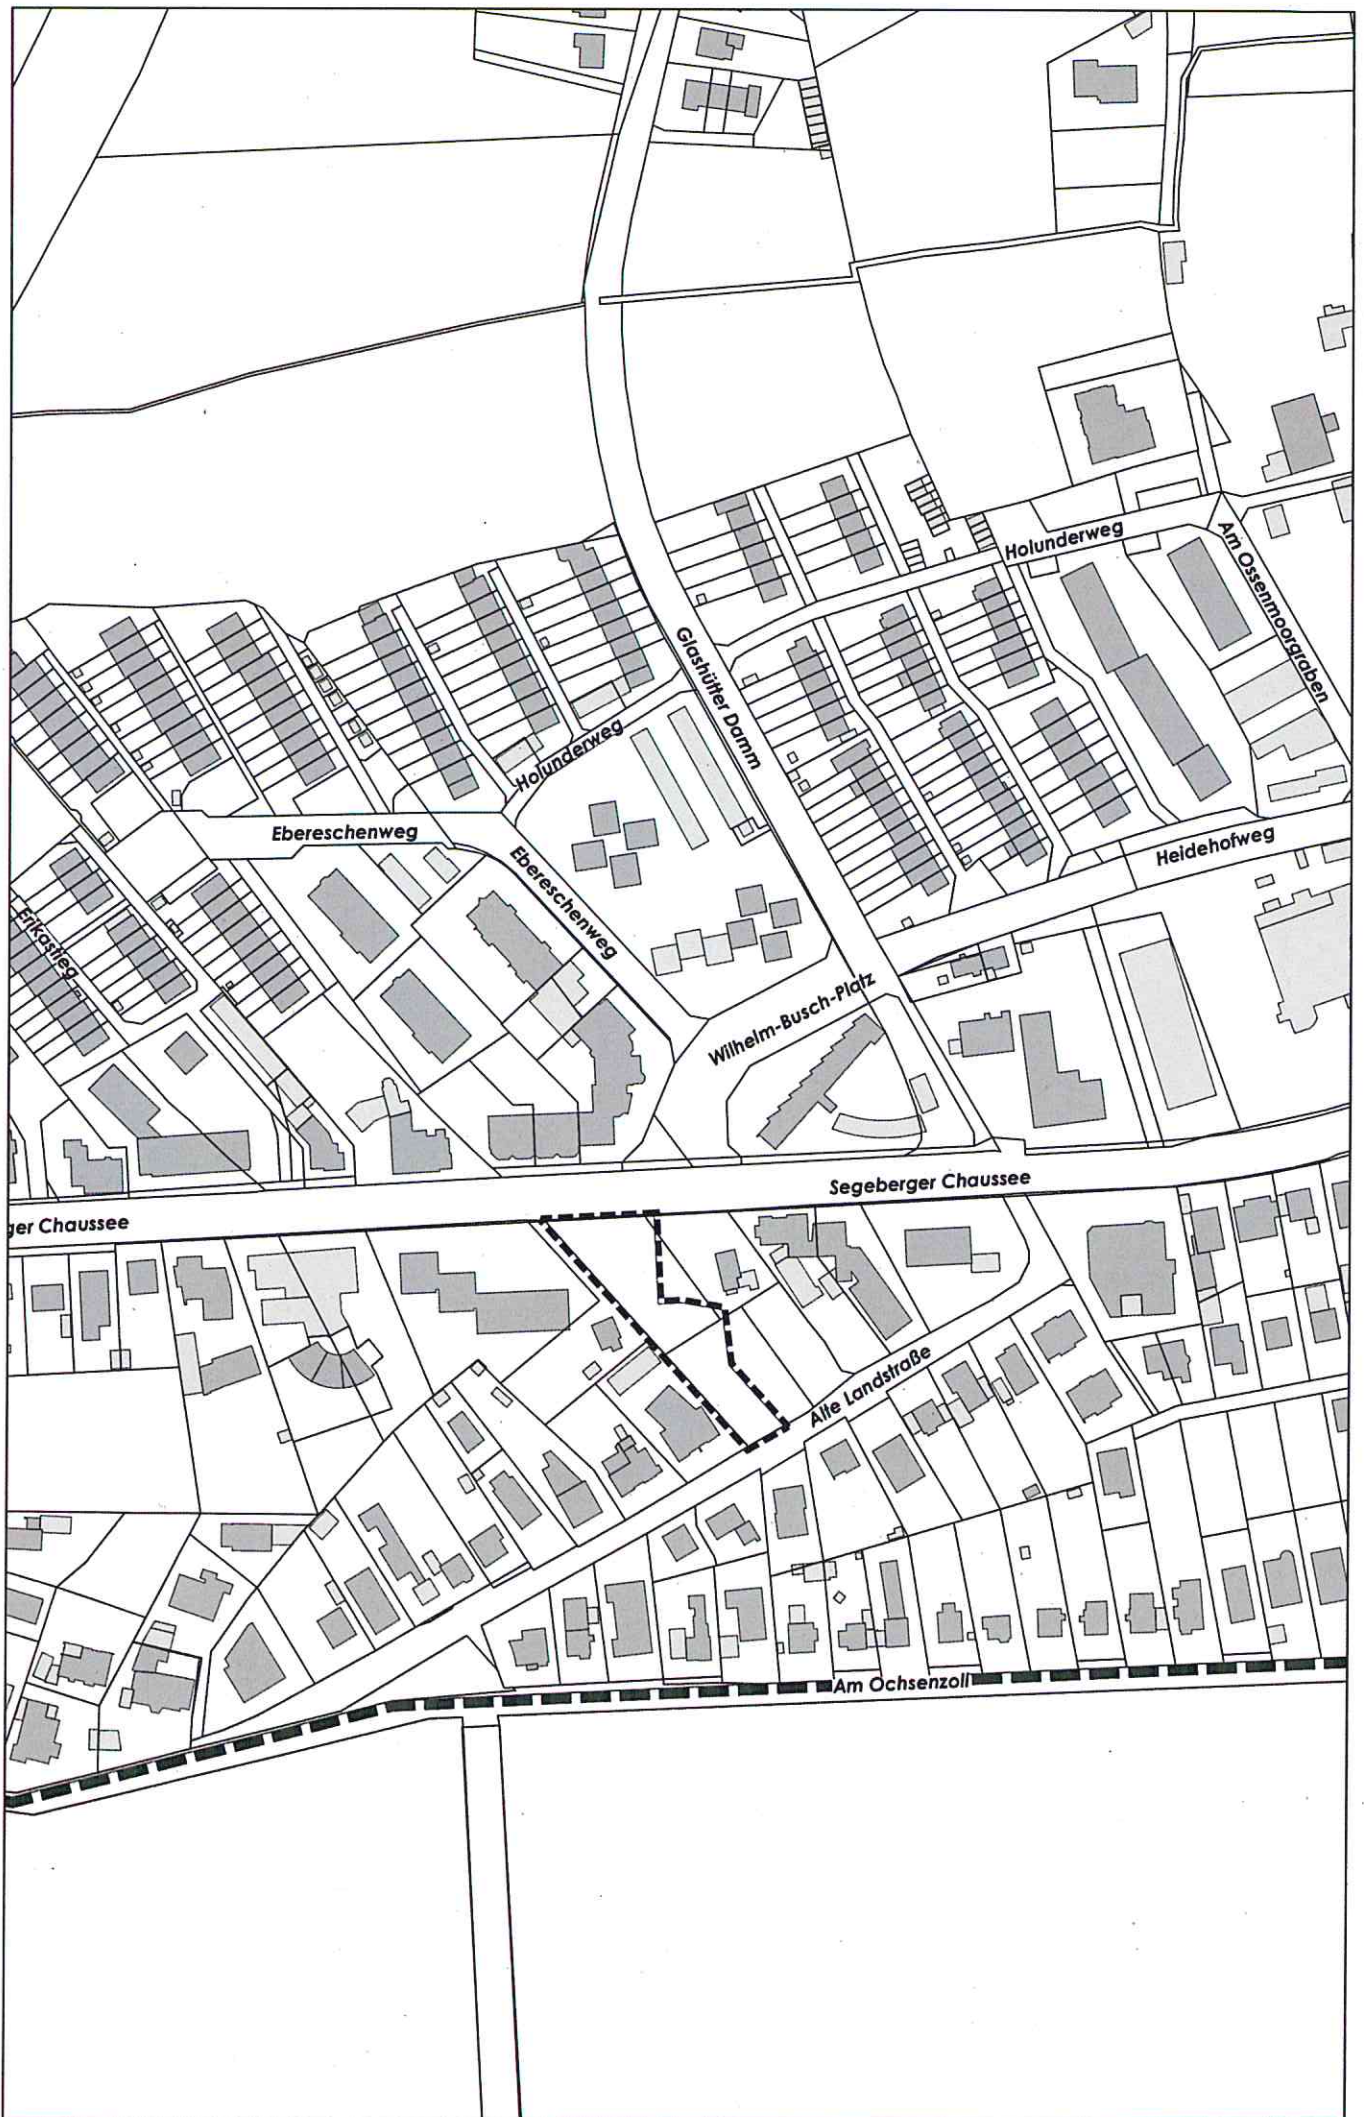 Holunderweg
Am Ossenmoorgraben
Glashütter Damm
Holunderweg
Ebereschenweg
Heidehofweg
Ebereschenweg
Erikastieg
Wilhelm-Busch-Platz
Segeberger Chaussee
ger Chaussee
Alte Landstraße
Am Ochsenzoll